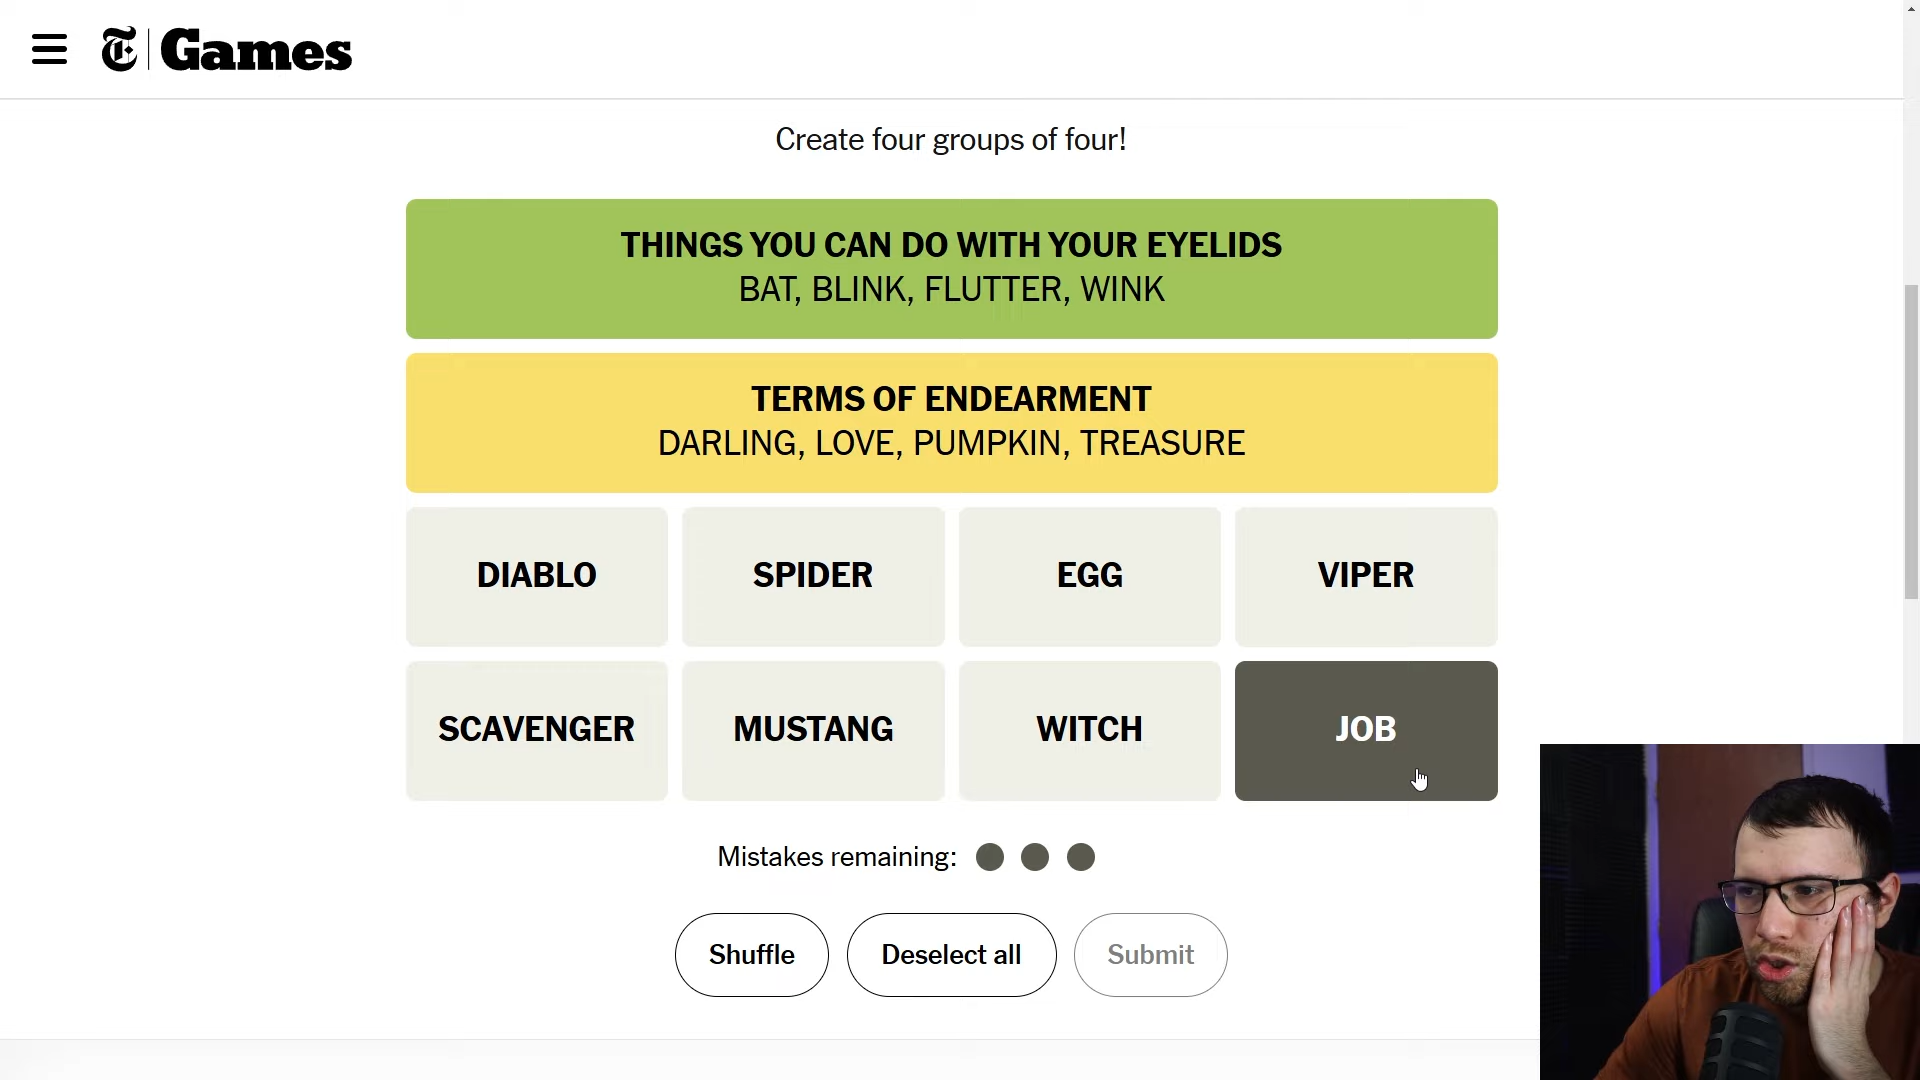 T Games
Create four groups of four!
THINGS YOU CAN DO WITH YOUR EYELIDS
BAT, BLINK, FLUTTER, WINK
TERMS OF ENDEARMENT
DARLING, LOVE, PUMPKIN, TREASURE
DIABLO SPIDER EGG VIPER
SCAVENGER MUSTANG WITCH JOB
Mistakes remaining:
Shuffle Deselect all Submit